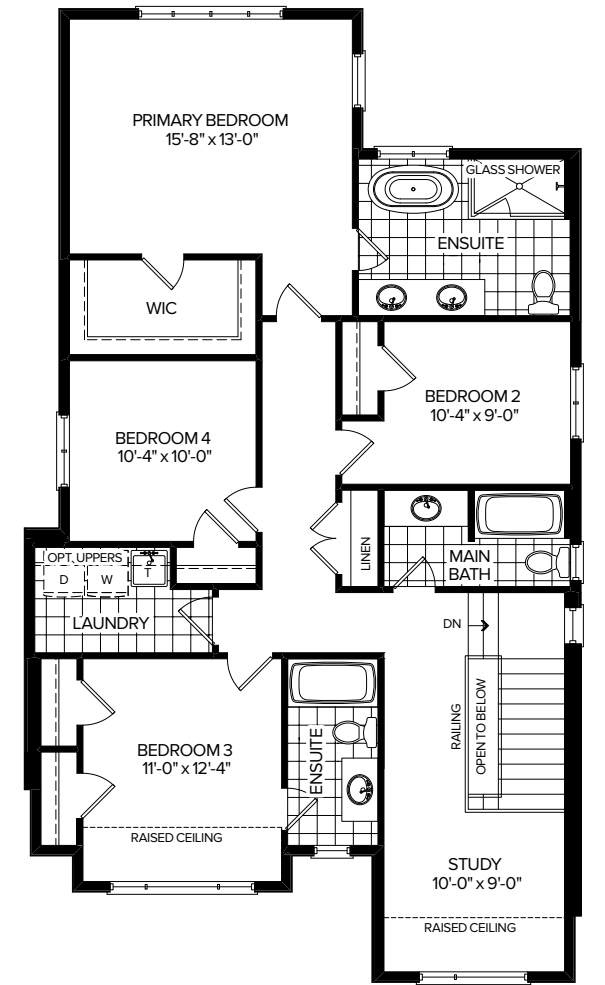 PRIMARY BEDROOM
15'-8" x 13'-0"
GLASS SHOWER
ENSUITE
WIC
BEDROOM 2
10'-4" x 9'-0"
BEDROOM 4
10'-4" x 10'-0"
LINEN
MAIN
BATH
OPT. UPPERS
D
W
T
LAUNDRY
DN
RAILING
OPEN TO BELOW
BEDROOM 3
11'-0" x 12'-4"
RAISED CEILING
ENSUITE
STUDY
10'-0" x 9'-0"
RAISED CEILING